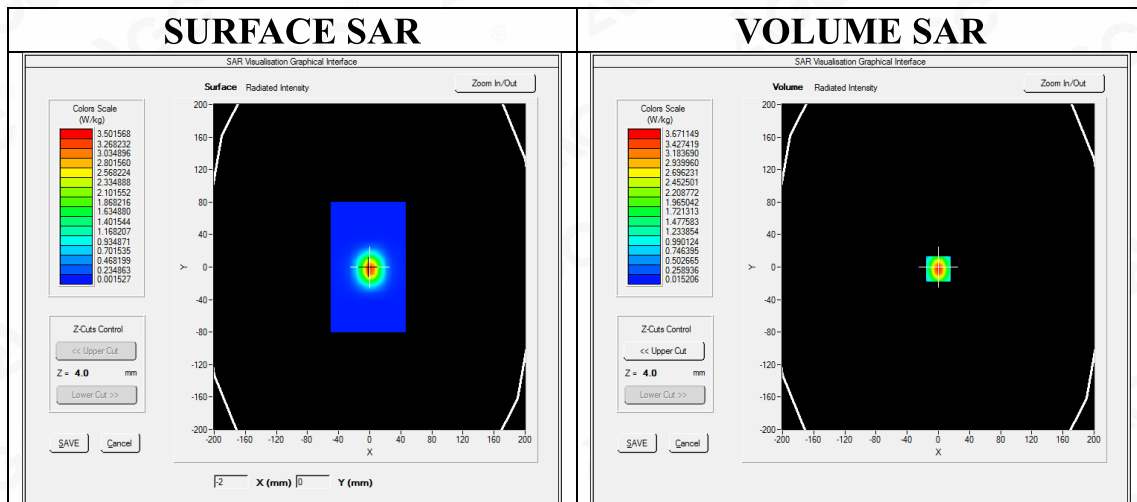 SURFACE SAR
SAR Visualisation Graphical Interface
Surface Radiated Intensity
Zoom In/Out
Colors Scale
(W/kg)
3.501568
3.268232
3.034896
2.801560
2.568224
2.334888
2.101552
1.868216
1.634880
1.401544
1.168207
0.934871
0.701535
0.468199
0.234863
0.001527
Z-Cuts Control
<< Upper Cut
Z = 4.0 mm
Lower Cut >>
SAVE Cancel
200
160
120
80
40
0
-40
-80
-120
-160
-200
Y
-200 -160 -120 -80 -40 0 40 80 120 160 200
X
-2 X (mm) 0 Y (mm)
VOLUME SAR
SAR Visualisation Graphical Interface
Volume Radiated Intensity
Zoom In/Out
Colors Scale
(W/kg)
3.671149
3.427419
3.183690
2.939960
2.696231
2.452501
2.208772
1.965042
1.721313
1.477583
1.233854
0.990124
0.746395
0.502665
0.258936
0.015206
Z-Cuts Control
<< Upper Cut
Z = 4.0 mm
Lower Cut >>
SAVE Cancel
200
160
120
80
40
0
-40
-80
-120
-160
-200
Y
-200 -160 -120 -80 -40 0 40 80 120 160 200
X